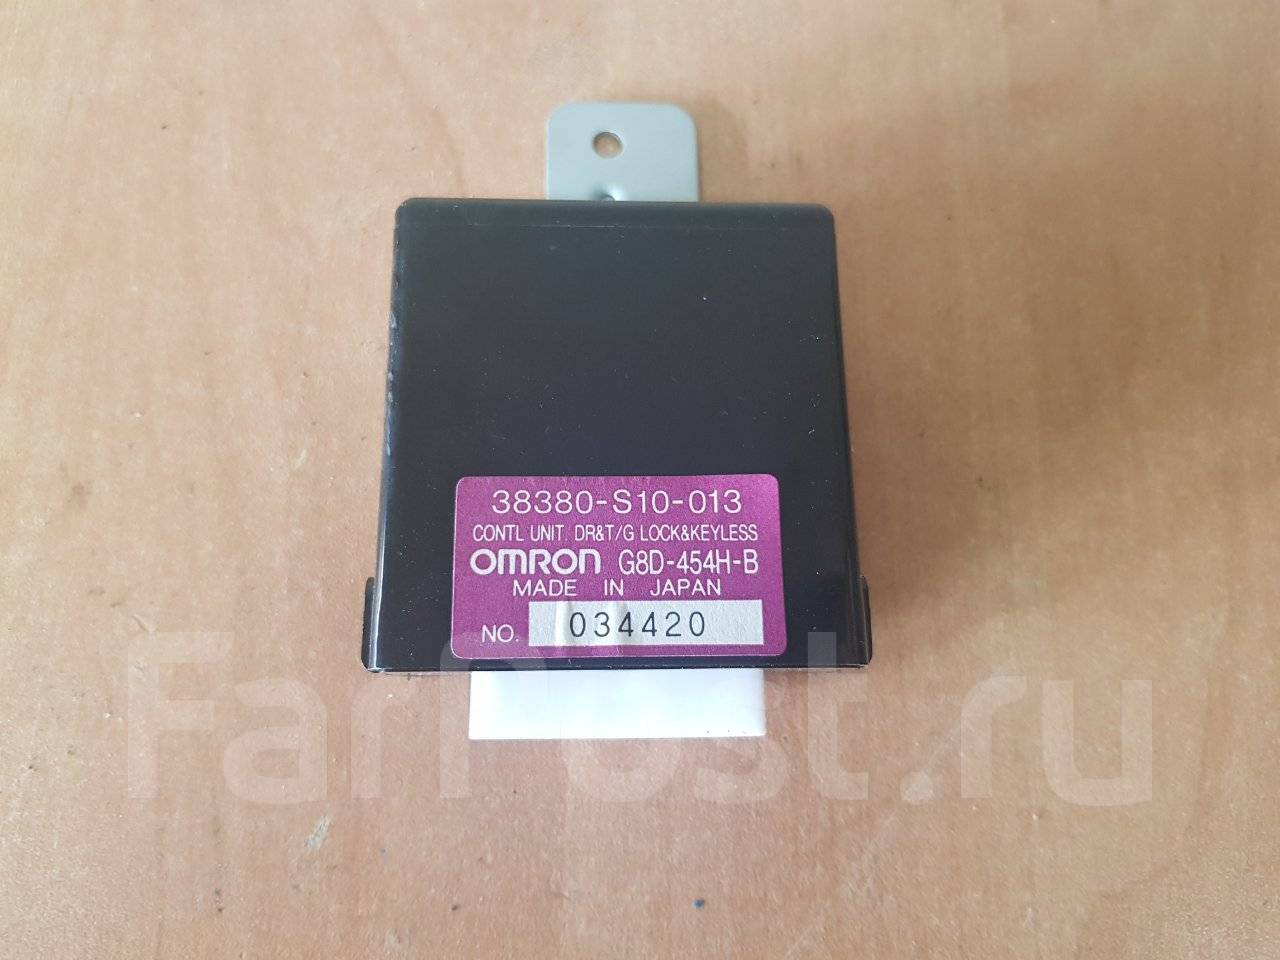 38380-S10-013
CONTL UNIT DR&T/G LOCK&KEYLESS
OMRON G8D-454H-B
MADE IN JAPAN
NO. 034420
FarPost.ru